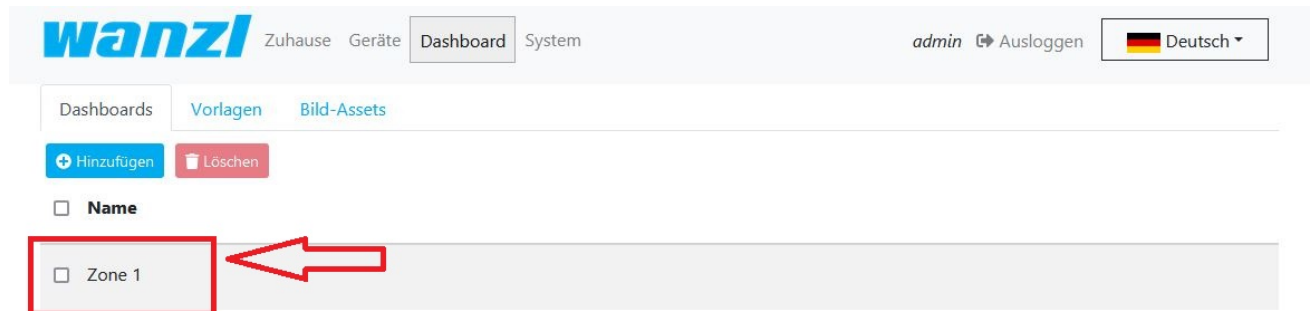 wanzl Zuhause Geräte Dashboard System admin Ausloggen Deutsch
Dashboards Vorlagen Bild-Assets
Hinzufügen Löschen
Name
Zone 1